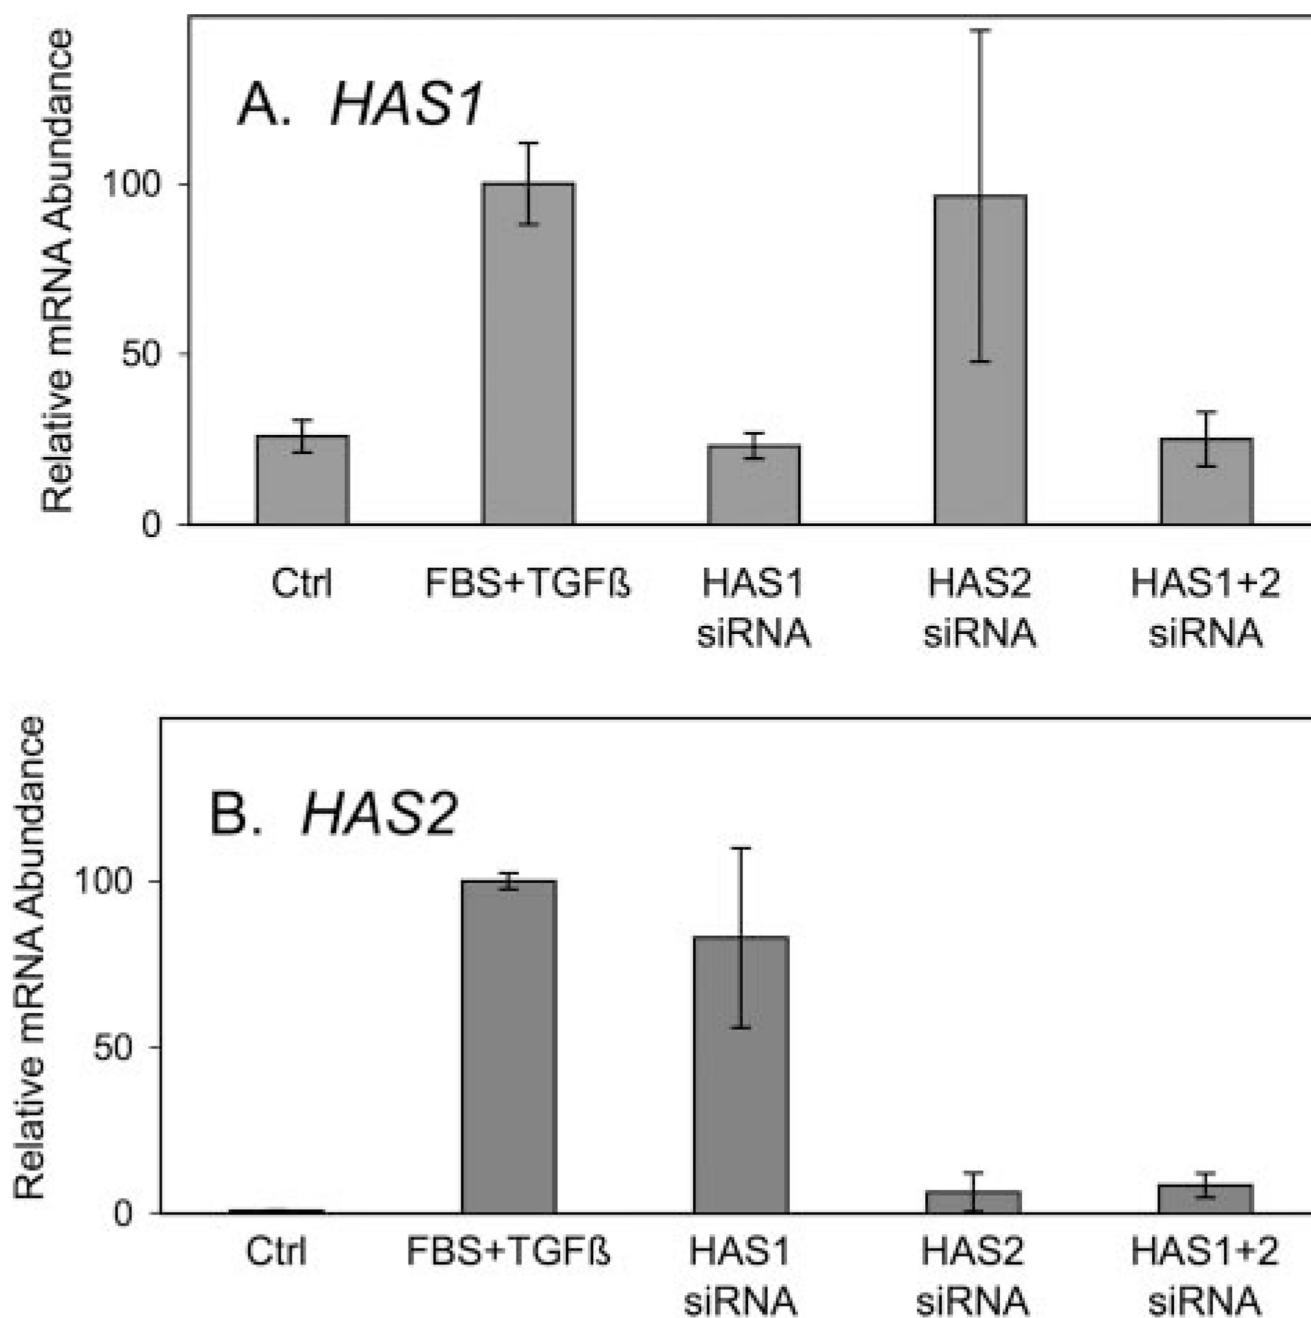 Relative mRNA Abundance
A. HAS1
100
50
0
Ctrl FBS+TGFß HAS1 HAS2 HAS1+2
siRNA siRNA siRNA
Relative mRNA Abundance
B. HAS2
100
50
0
Ctrl FBS+TGFß HAS1 HAS2 HAS1+2
siRNA siRNA siRNA